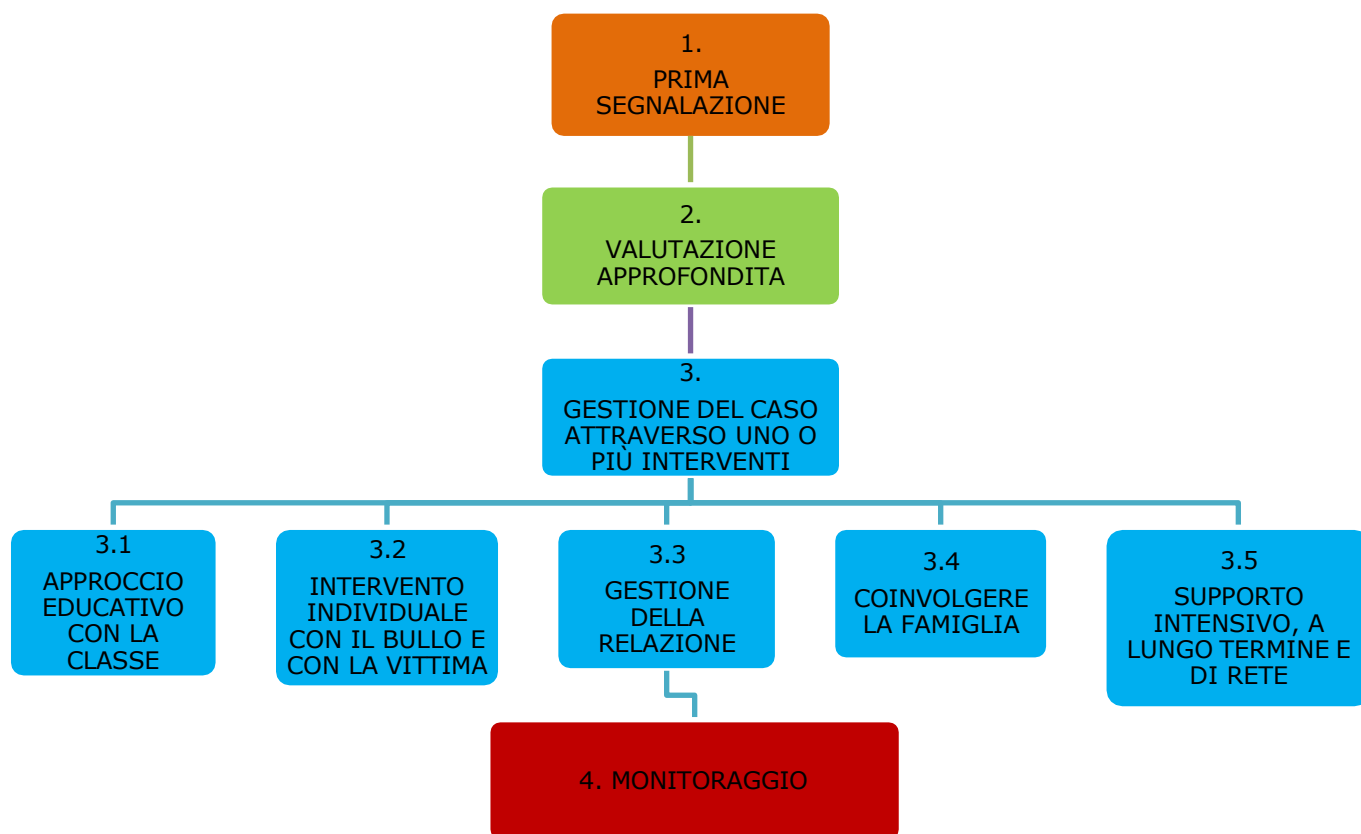 1.
PRIMA
SEGNALAZIONE
2.
VALUTAZIONE
APPROFONDITA
3.
GESTIONE DEL CASO
ATTRAVERSO UNO O
PIÙ INTERVENTI
3.1
APPROCCIO
EDUCATIVO
CON LA
CLASSE
3.2
INTERVENTO
INDIVIDUALE
CON IL BULLO E
CON LA VITTIMA
3.3
GESTIONE
DELLA
RELAZIONE
3.4
COINVOLGERE
LA FAMIGLIA
3.5
SUPPORTO
INTENSIVO, A
LUNGO TERMINE E
DI RETE
4. MONITORAGGIO